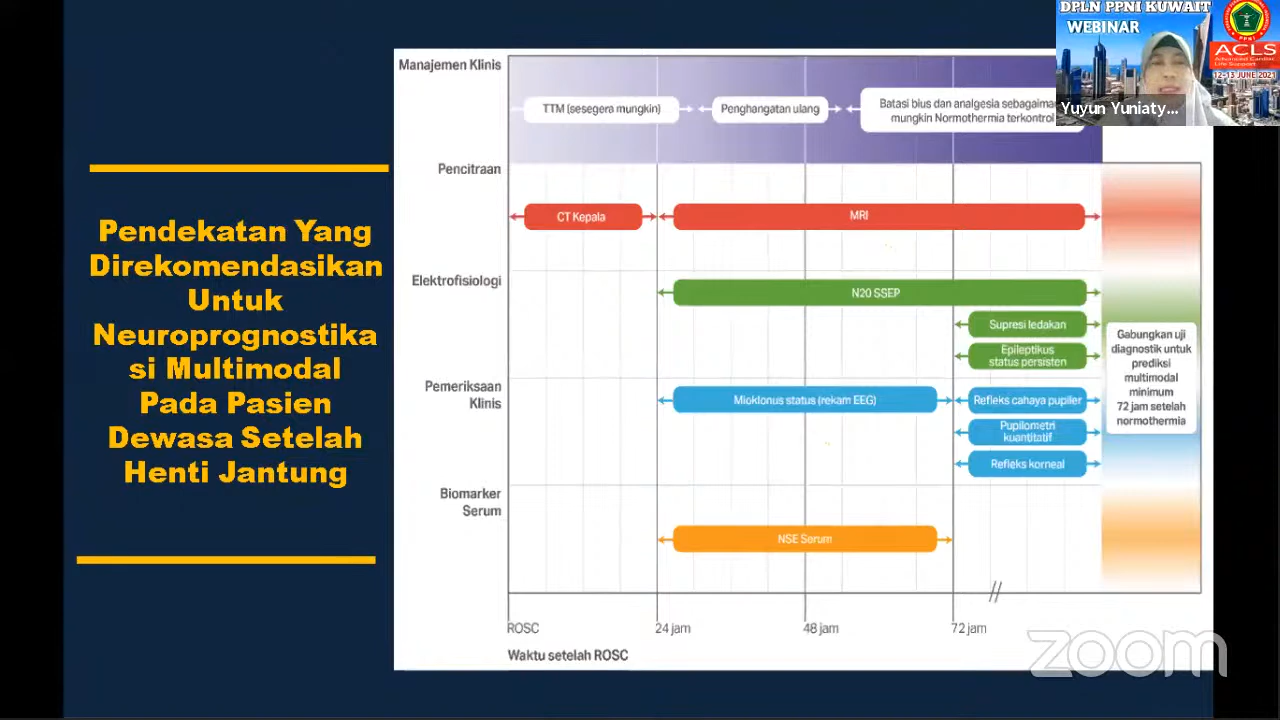 DPLN PPNI KUWAIT
WEBINAR
PPNI
ACLS
Advanced Cardiac
Life Support
12-13 JUNE 2021
Yuyun Yuniaty...
Pendekatan Yang
Direkomendasikan
Untuk
Neuroprognostika
si Multimodal
Pada Pasien
Dewasa Setelah
Henti Jantung
Manajemen Klinis
TTM (sesegera mungkin)
Penghangatan ulang
Batasi bius dan analgesia
mungkin Normothermia terkontrol
Pencitraan
CT Kepala
MRI
Elektrofisiologi
N20 SSEP
Supresi ledakan
Epileptikus
status persisten
Pemeriksaan
Klinis
Mioklonus status (rekam EEG)
Refleks cahaya pupiler
Pupilometri
kuantitatif
Refleks korneal
Biomarker
Serum
NSE Serum
Gabungkan uji
diagnostik untuk
prediksi
multimodal
minimum
72 jam setelah
normothermia
ROSC
24 jam
48 jam
72 jam
Waktu setelah ROSC
zoom